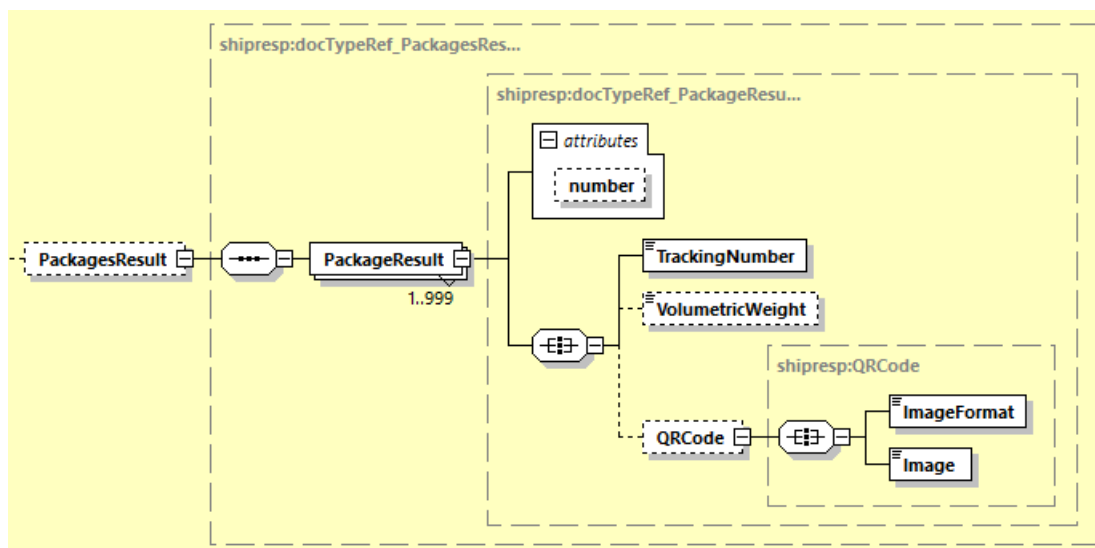 shipresp:docTypeRef_PackagesRes...
shipresp:docTypeRef_PackageResu...
attributes
number
PackagesResult
PackageResult
1..999
TrackingNumber
VolumetricWeight
shipresp:QRCode
QRCode
ImageFormat
Image